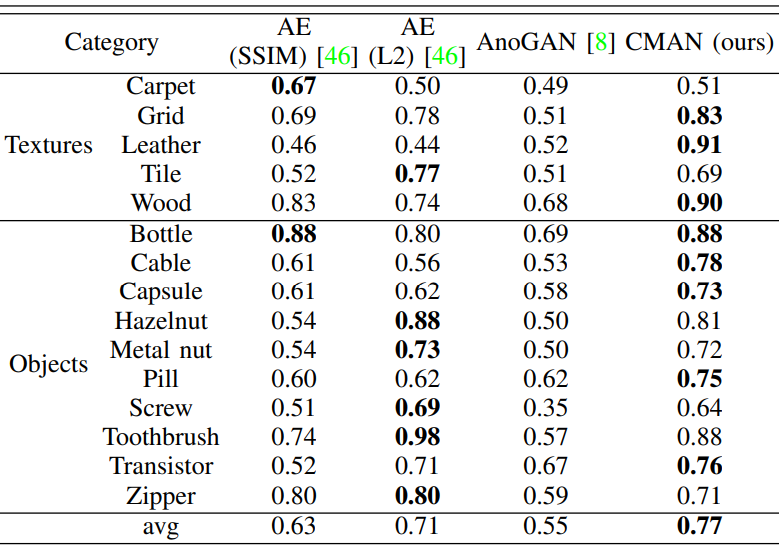 Category AE (SSIM) [46] AE (L2) [46] AnoGAN [8] CMAN (ours)
Textures Carpet 0.67 0.50 0.49 0.51
Grid 0.69 0.78 0.51 0.83
Leather 0.46 0.44 0.52 0.91
Tile 0.52 0.77 0.51 0.69
Wood 0.83 0.74 0.68 0.90
Objects Bottle 0.88 0.80 0.69 0.88
Cable 0.61 0.56 0.53 0.78
Capsule 0.61 0.62 0.58 0.73
Hazelnut 0.54 0.88 0.50 0.81
Metal nut 0.54 0.73 0.50 0.72
Pill 0.60 0.62 0.62 0.75
Screw 0.51 0.69 0.35 0.64
Toothbrush 0.74 0.98 0.57 0.88
Transistor 0.52 0.71 0.67 0.76
Zipper 0.80 0.80 0.59 0.71
avg 0.63 0.71 0.55 0.77